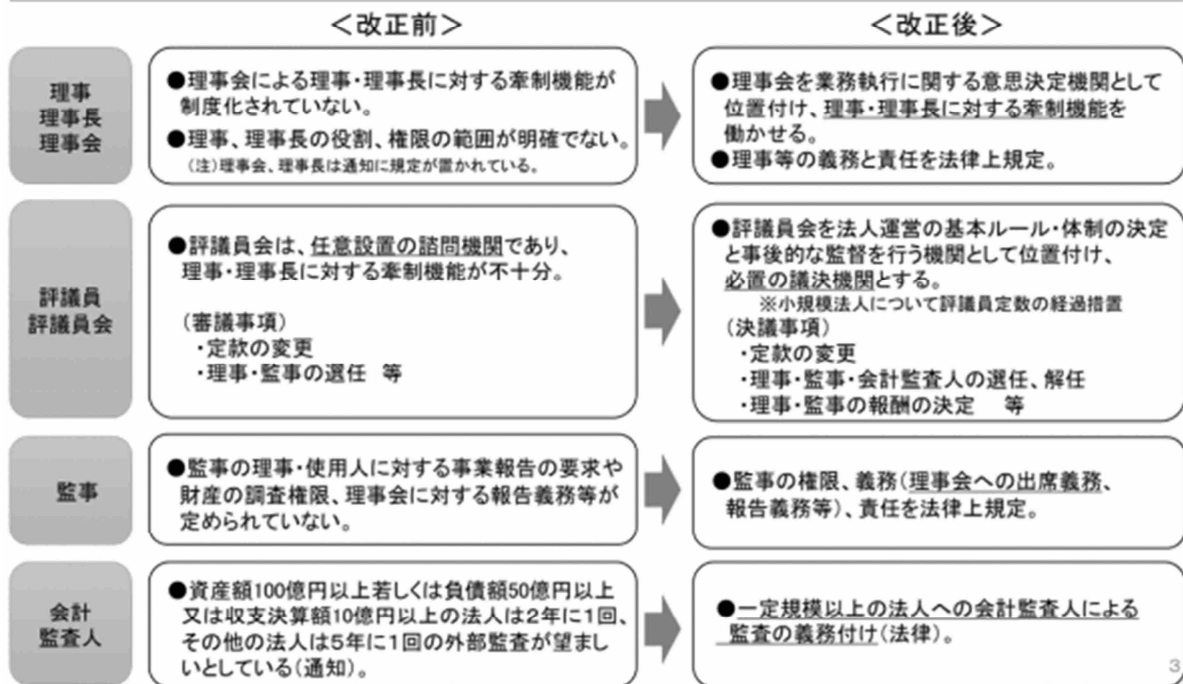 ＜改正前＞
＜改正後＞
理事
理事長
理事会
●理事会による理事・理事長に対する牽制機能が
制度化されていない。
●理事、理事長の役割、権限の範囲が明確でない。
（注）理事会、理事長は通知に規定が置かれている。
●理事会を業務執行に関する意思決定機関として
位置付け、理事・理事長に対する牽制機能を
働かせる。
●理事等の義務と責任を法律上規定。
評議員
評議員会
●評議員会は、任意設置の諮問機関であり、
理事・理事長に対する牽制機能が不十分。
（審議事項）
・定款の変更
・理事・監事の選任 等
●評議員会を法人運営の基本ルール・体制の決定
と事後的な監督を行う機関として位置付け、
必置の議決機関とする。
※小規模法人について評議員定数の経過措置
（決議事項）
・定款の変更
・理事・監事・会計監査人の選任、解任
・理事・監事の報酬の決定 等
監事
●監事の理事・使用人に対する事業報告の要求や
財産の調査権限、理事会に対する報告義務等が
定められていない。
●監事の権限、義務（理事会への出席義務、
報告義務等）、責任を法律上規定。
会計
監査人
●資産額100億円以上若しくは負債額50億円以上
又は収支決算額10億円以上の法人は2年に1回、
その他の法人は5年に1回の外部監査が望まし
いとしている（通知）。
●一定規模以上の法人への会計監査人による
監査の義務付け（法律）。
3